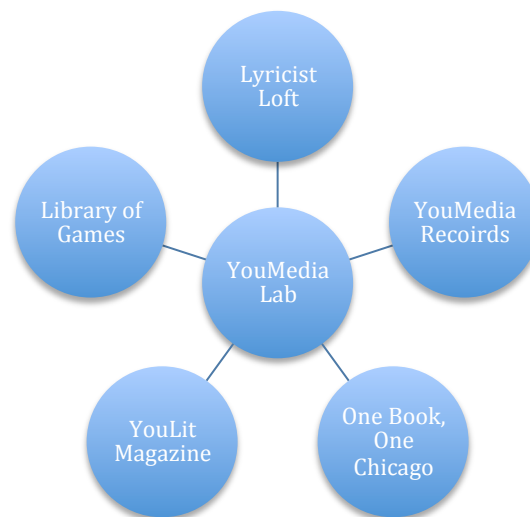 Lyricist
Loft
Library of
Games
YouMedia
Recoirds
YouMedia
Lab
YouLit
Magazine
One Book,
One
Chicago